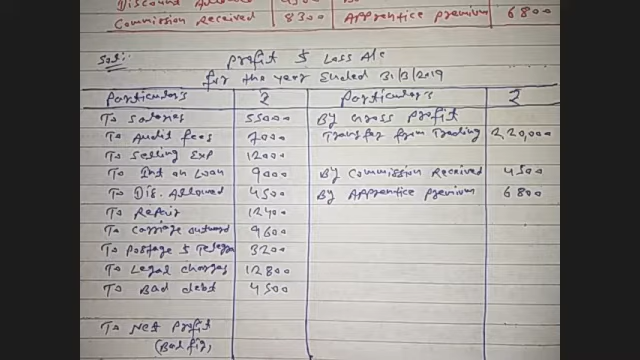 Discount Allowed
Commission Received 8300 Apprentice premium 6800
Sol:-
Profit & Loss A/c
for the year Ended 31/3/2019
Particulars ₹ Particulars ₹
To Salaries 55000 By Gross Profit
To Audit fees 7000 Transfer from Trading 2,20,000
To Selling Exp 12000
To Int on Loan 9000 By Commission Received 4500
To Dis. Allowed 4500 By Apprentice premium 6800
To Repair 12400
To Carriage outward 9600
To Postage & Telegra 3200
To Legal charges 12800
To Bad debt 4500
To Net Profit
(Bal fig)